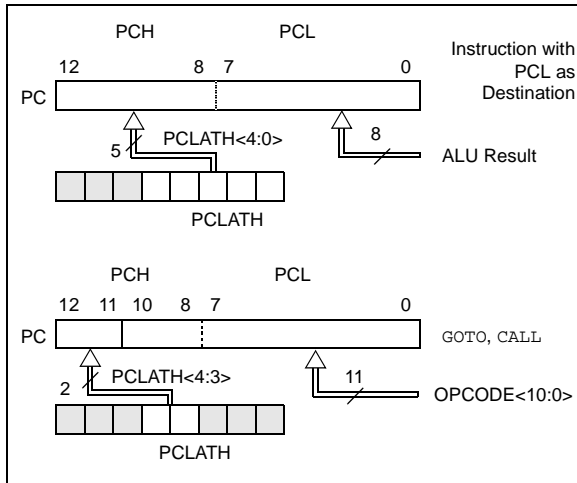 PCH PCL
12 8 7 0
Instruction with
PCL as
Destination
PC
5 PCLATH<4:0> 8
ALU Result
PCLATH
PCH PCL
12 11 10 8 7 0
PC GOTO, CALL
2 PCLATH<4:3> 11
OPCODE<10:0>
PCLATH